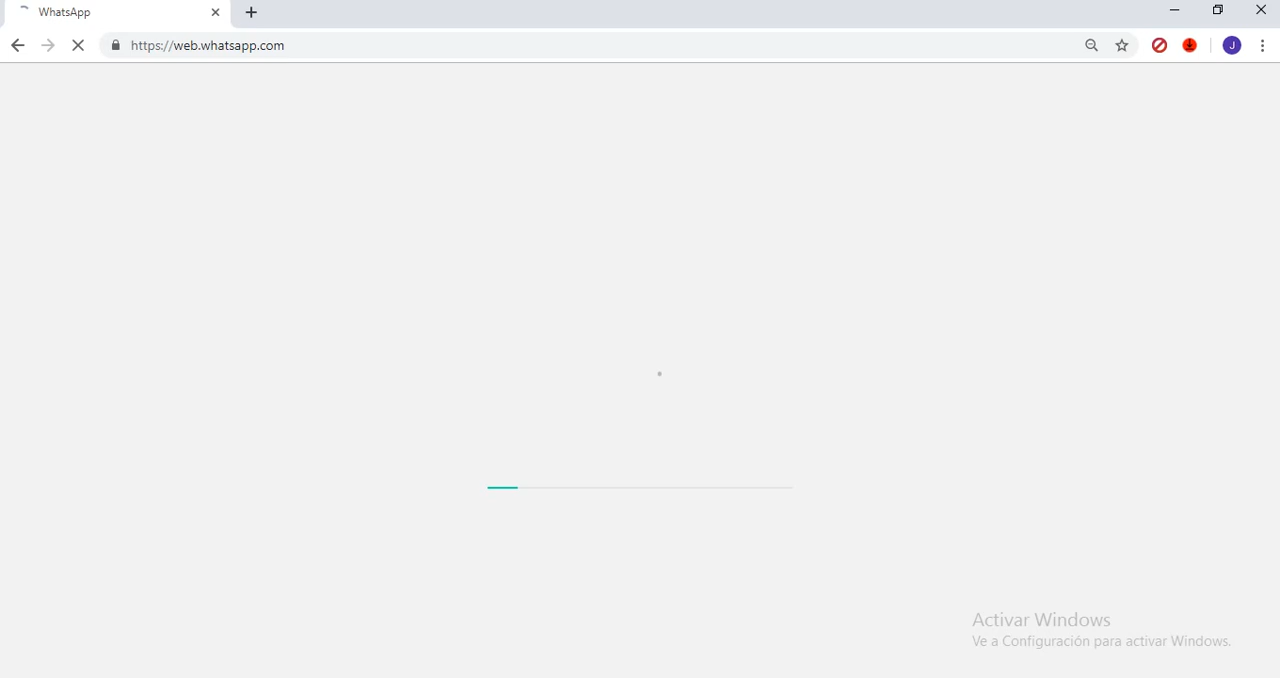 WhatsApp
https://web.whatsapp.com
J
Activar Windows
Ve a Configuración para activar Windows.